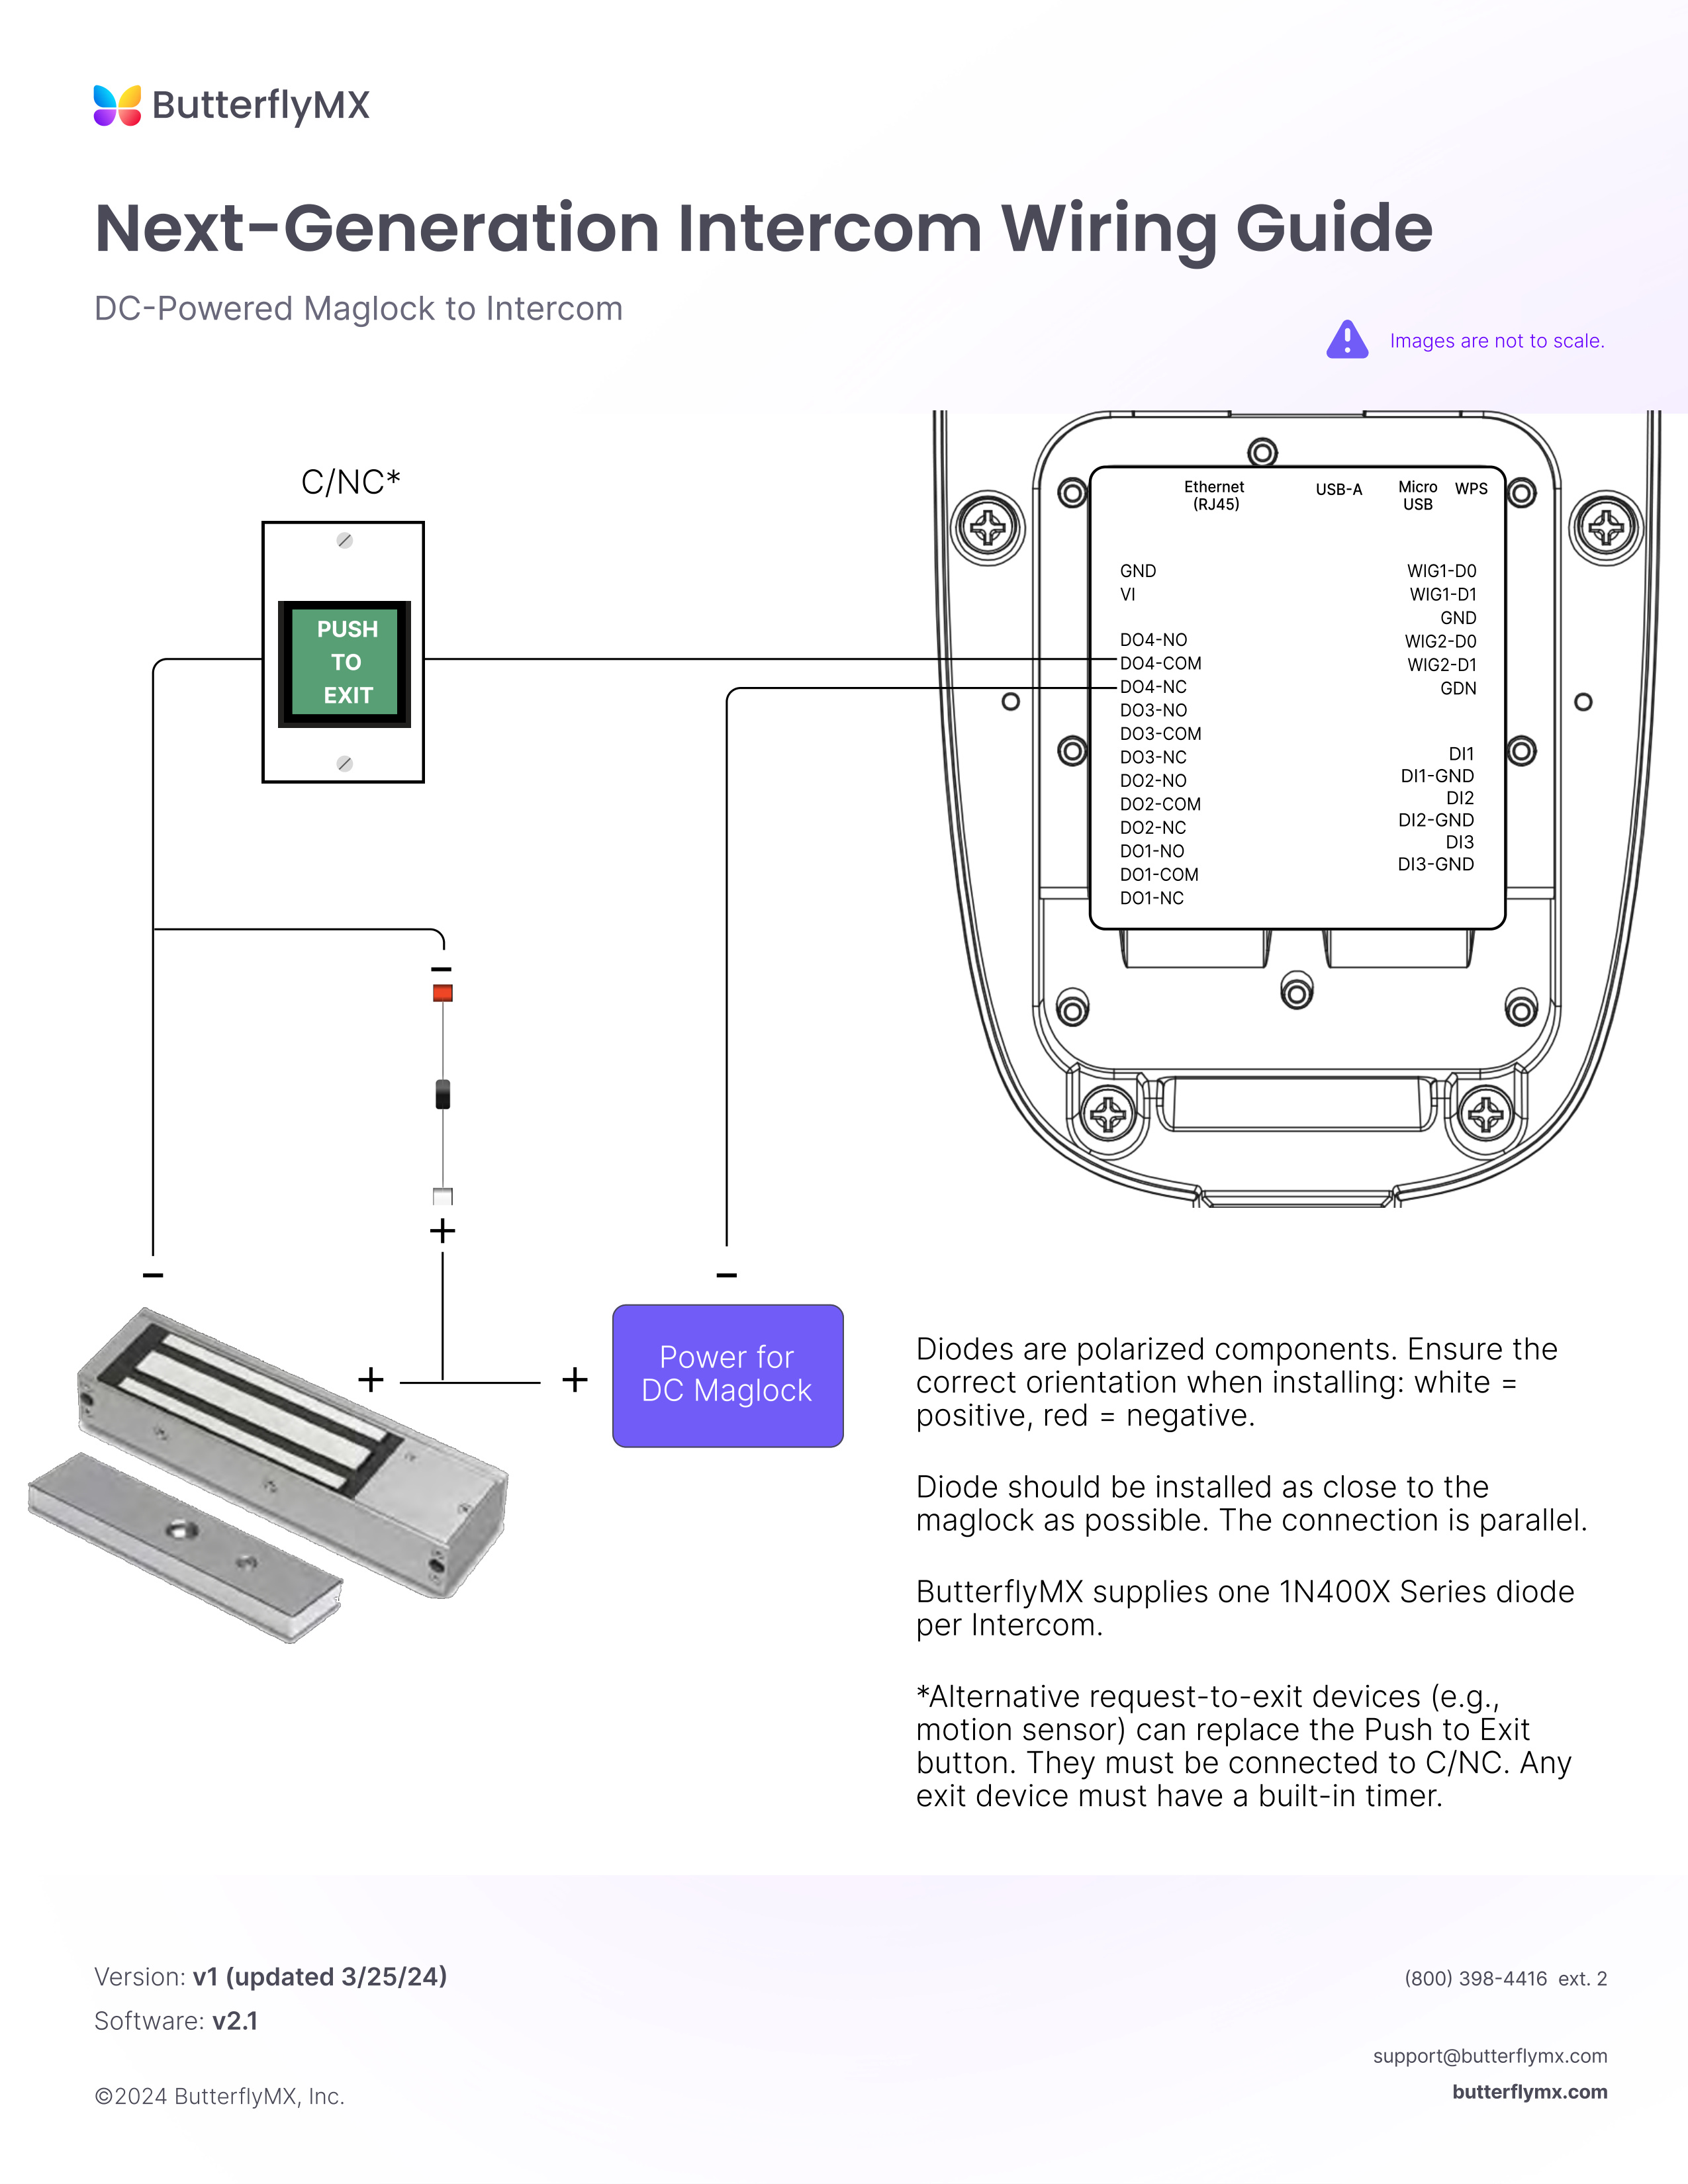 ButterflyMX
Next-Generation Intercom Wiring Guide
DC-Powered Maglock to Intercom
Images are not to scale.
C/NC*
PUSH
TO
EXIT
Ethernet
(RJ45)
USB-A
Micro
USB
WPS
GND
VI
DO4-NO
DO4-COM
DO4-NC
DO3-NO
DO3-COM
DO3-NC
DO2-NO
DO2-COM
DO2-NC
DO1-NO
DO1-COM
DO1-NC
WIG1-D0
WIG1-D1
GND
WIG2-D0
WIG2-D1
GDN
DI1
DI1-GND
DI2
DI2-GND
DI3
DI3-GND
–
+
–
–
+
+
Power for
DC Maglock
Diodes are polarized components. Ensure the
correct orientation when installing: white =
positive, red = negative.
Diode should be installed as close to the
maglock as possible. The connection is parallel.
ButterflyMX supplies one 1N400X Series diode
per Intercom.
*Alternative request-to-exit devices (e.g.,
motion sensor) can replace the Push to Exit
button. They must be connected to C/NC. Any
exit device must have a built-in timer.
Version: v1 (updated 3/25/24)
Software: v2.1
©2024 ButterflyMX, Inc.
(800) 398-4416 ext. 2
support@butterflymx.com
butterflymx.com